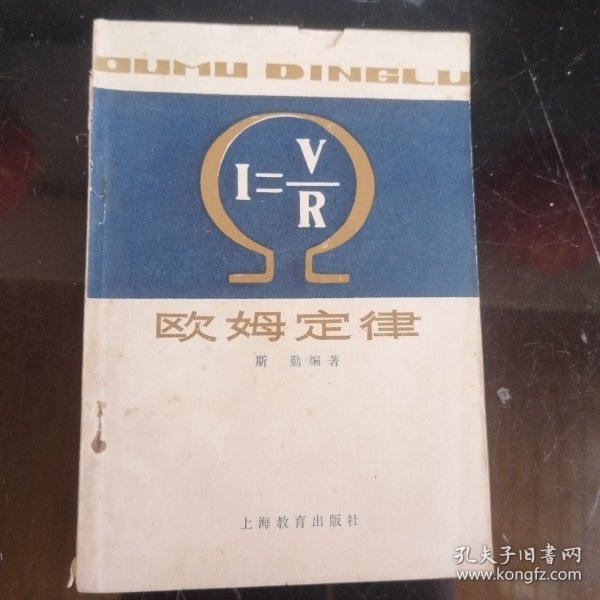 OUMU DINGLU
I=V/R
欧姆定律
斯 勤编著
上海教育出版社
孔夫子旧书网
www.kongfz.com